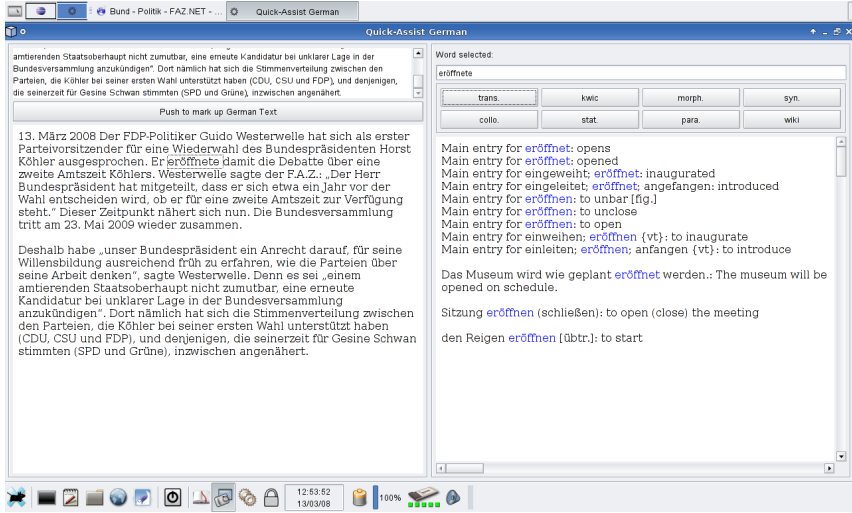 Bund - Politik - FAZ.NET - ...
Quick-Assist German
Quick-Assist German
amtierenden Staatsoberhaupt nicht zumutbar, eine erneute Kandidatur bei unklarer Lage in der
Bundesversammlung anzukündigen". Dort nämlich hat sich die Stimmenverteilung zwischen den
Parteien, die Köhler bei seiner ersten Wahl unterstützt haben (CDU, CSU und FDP), und denjenigen,
die seinerzeit für Gesine Schwan stimmten (SPD und Grüne), inzwischen angenähert.
Push to mark up German Text
13. März 2008 Der FDP-Politiker Guido Westerwelle hat sich als erster
Parteivorsitzender für eine Wiederwahl des Bundespräsidenten Horst
Köhler ausgesprochen. Er eröffnete damit die Debatte über eine
zweite Amtszeit Köhlers. Westerwelle sagte der F.A.Z.: „Der Herr
Bundespräsident hat mitgeteilt, dass er sich etwa ein Jahr vor der
Wahl entscheiden wird, ob er für eine zweite Amtszeit zur Verfügung
steht." Dieser Zeitpunkt nähert sich nun. Die Bundesversammlung
tritt am 23. Mai 2009 wieder zusammen.
Deshalb habe „unser Bundespräsident ein Anrecht darauf, für seine
Willensbildung ausreichend früh zu erfahren, wie die Parteien über
seine Arbeit denken", sagte Westerwelle. Denn es sei „einem
amtierenden Staatsoberhaupt nicht zumutbar, eine erneute
Kandidatur bei unklarer Lage in der Bundesversammlung
anzukündigen". Dort nämlich hat sich die Stimmenverteilung zwischen
den Parteien, die Köhler bei seiner ersten Wahl unterstützt haben
(CDU, CSU und FDP), und denjenigen, die seinerzeit für Gesine Schwan
stimmten (SPD und Grüne), inzwischen angenähert.
Word selected:
eröffnete
trans. kwic morph. syn.
collo. stat. para. wiki
Main entry for eröffnet: opens
Main entry for eröffnet: opened
Main entry for eingeweiht; eröffnet: inaugurated
Main entry for eingeleitet; eröffnet; angefangen: introduced
Main entry for eröffnen: to unbar [fig.]
Main entry for eröffnen: to unclose
Main entry for eröffnen: to open
Main entry for einweihen; eröffnen {vt}: to inaugurate
Main entry for einleiten; eröffnen; anfangen {vt}: to introduce
Das Museum wird wie geplant eröffnet werden.: The museum will be
opened on schedule.
Sitzung eröffnen (schließen): to open (close) the meeting
den Reigen eröffnen [übtr.]: to start
12:53:52
13/03/08
100%